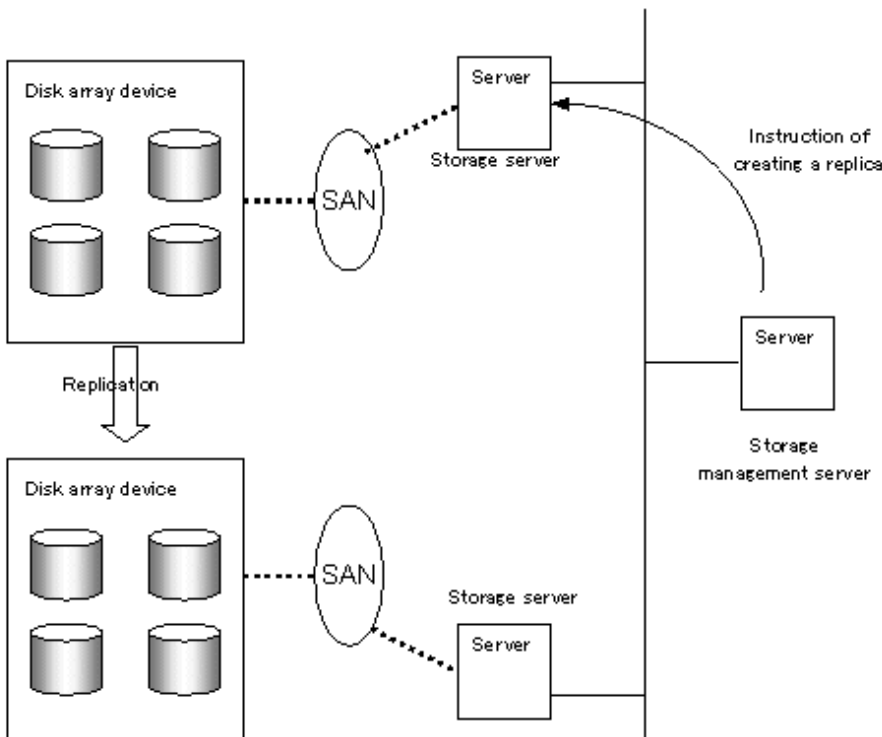 Disk array device
Server
Storage server
SAN
Instruction of
creating a replica
Server
Storage
management server
Replication
Disk array device
SAN
Storage server
Server